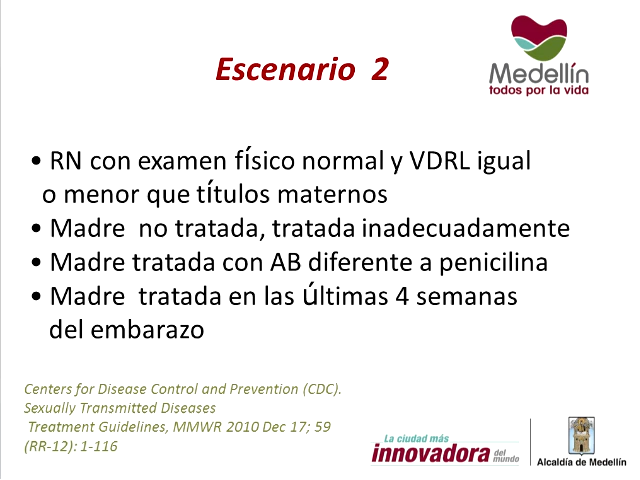 Escenario 2
Medellín
todos por la vida
• RN con examen físico normal y VDRL igual
o menor que títulos maternos
• Madre no tratada, tratada inadecuadamente
• Madre tratada con AB diferente a penicilina
• Madre tratada en las últimas 4 semanas
del embarazo
Centers for Disease Control and Prevention (CDC).
Sexually Transmitted Diseases
Treatment Guidelines, MMWR 2010 Dec 17; 59
(RR-12): 1-116
La ciudad más
innovadora del mundo
Alcaldía de Medellín